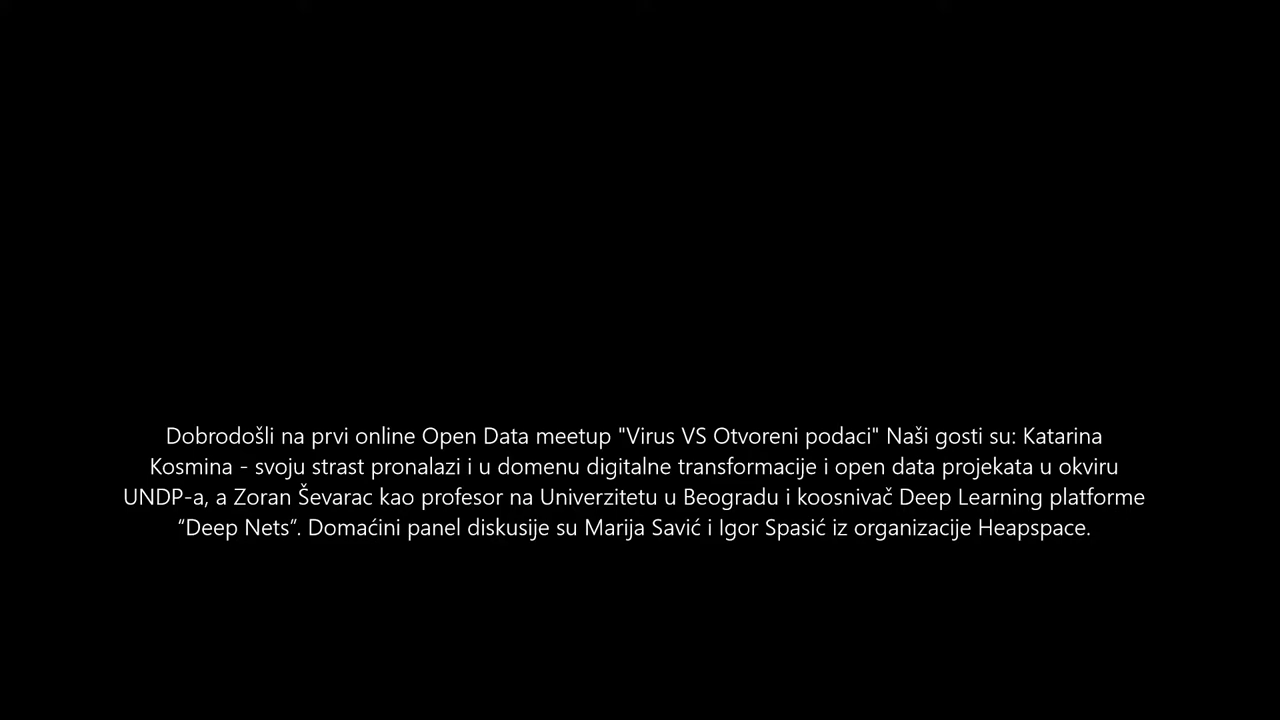 Dobrodošli na prvi online Open Data meetup "Virus VS Otvoreni podaci" Naši gosti su: Katarina
Kosmina - svoju strast pronalazi i u domenu digitalne transformacije i open data projekata u okviru
UNDP-a, a Zoran Ševarac kao profesor na Univerzitetu u Beogradu i koosnivač Deep Learning platforme
“Deep Nets”. Domaćini panel diskusije su Marija Savić i Igor Spasić iz organizacije Heapspace.